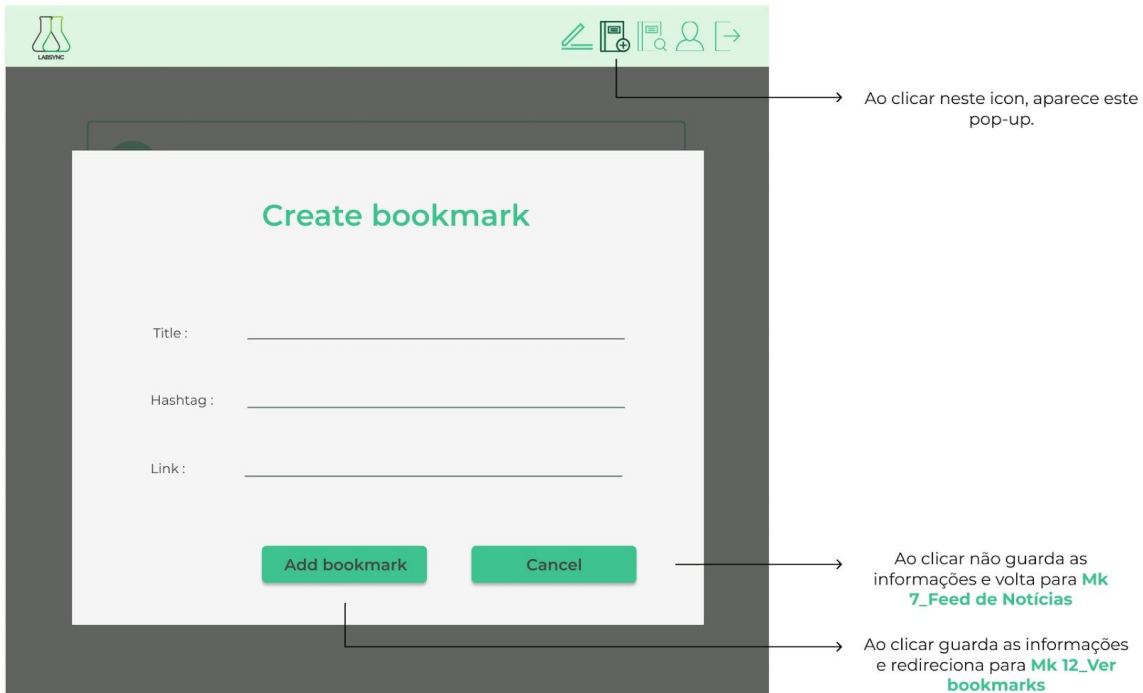 LABSYNC
Ao clicar neste icon, aparece este
pop-up.
Create bookmark
Title :
Hashtag :
Link :
Add bookmark
Cancel
Ao clicar não guarda as
informações e volta para Mk
7_Feed de Notícias
Ao clicar guarda as informações
e redireciona para Mk 12_Ver
bookmarks